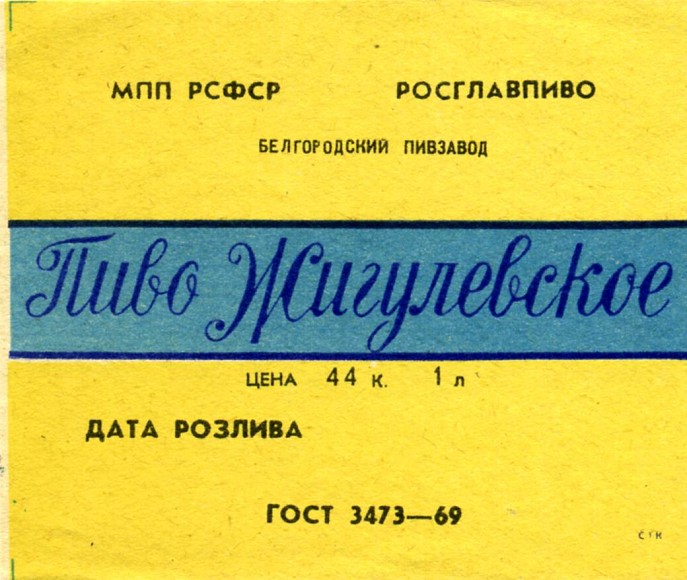 МПП РСФСР РОСГЛАВПИВО
БЕЛГОРОДСКИЙ ПИВЗАВОД
Пиво Жигулевское
ЦЕНА 44 К. 1 Л
ДАТА РОЗЛИВА
ГОСТ 3473—69